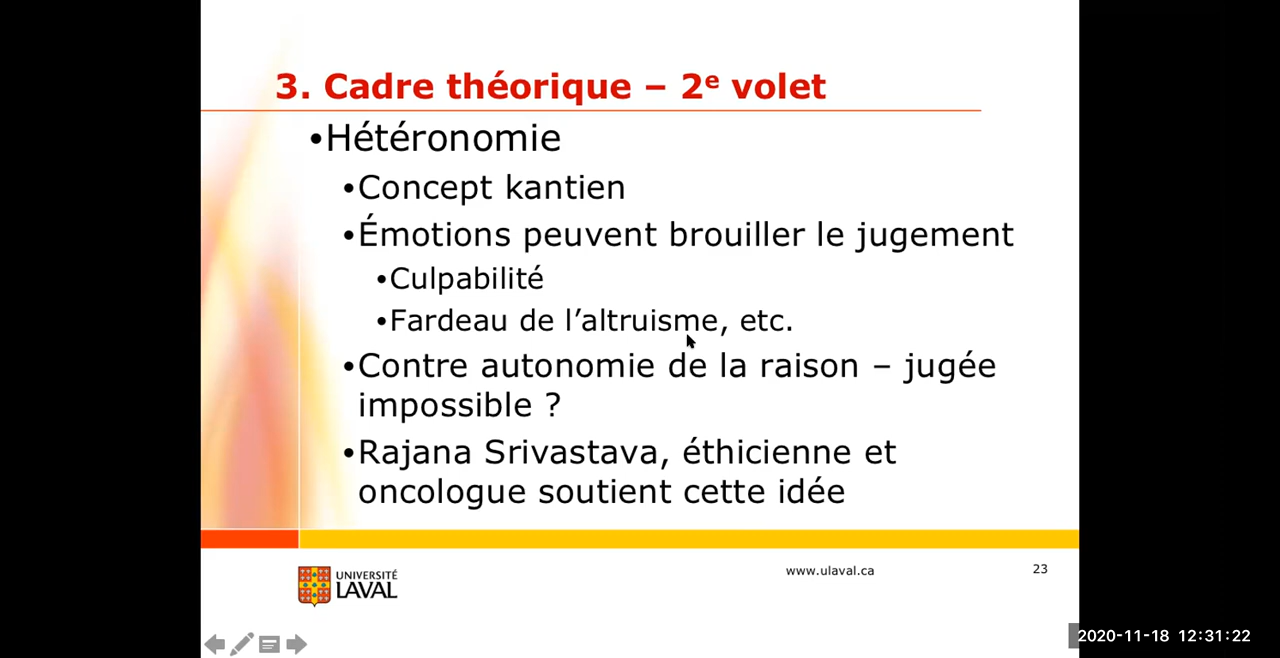 3. Cadre théorique – 2e volet
•Hétéronomie
•Concept kantien
•Émotions peuvent brouiller le jugement
•Culpabilité
•Fardeau de l’altruisme, etc.
•Contre autonomie de la raison – jugée
impossible ?
•Rajana Srivastava, éthicienne et
oncologue soutient cette idée
UNIVERSITÉ
LAVAL
www.ulaval.ca
23
2020-11-18 12:31:22